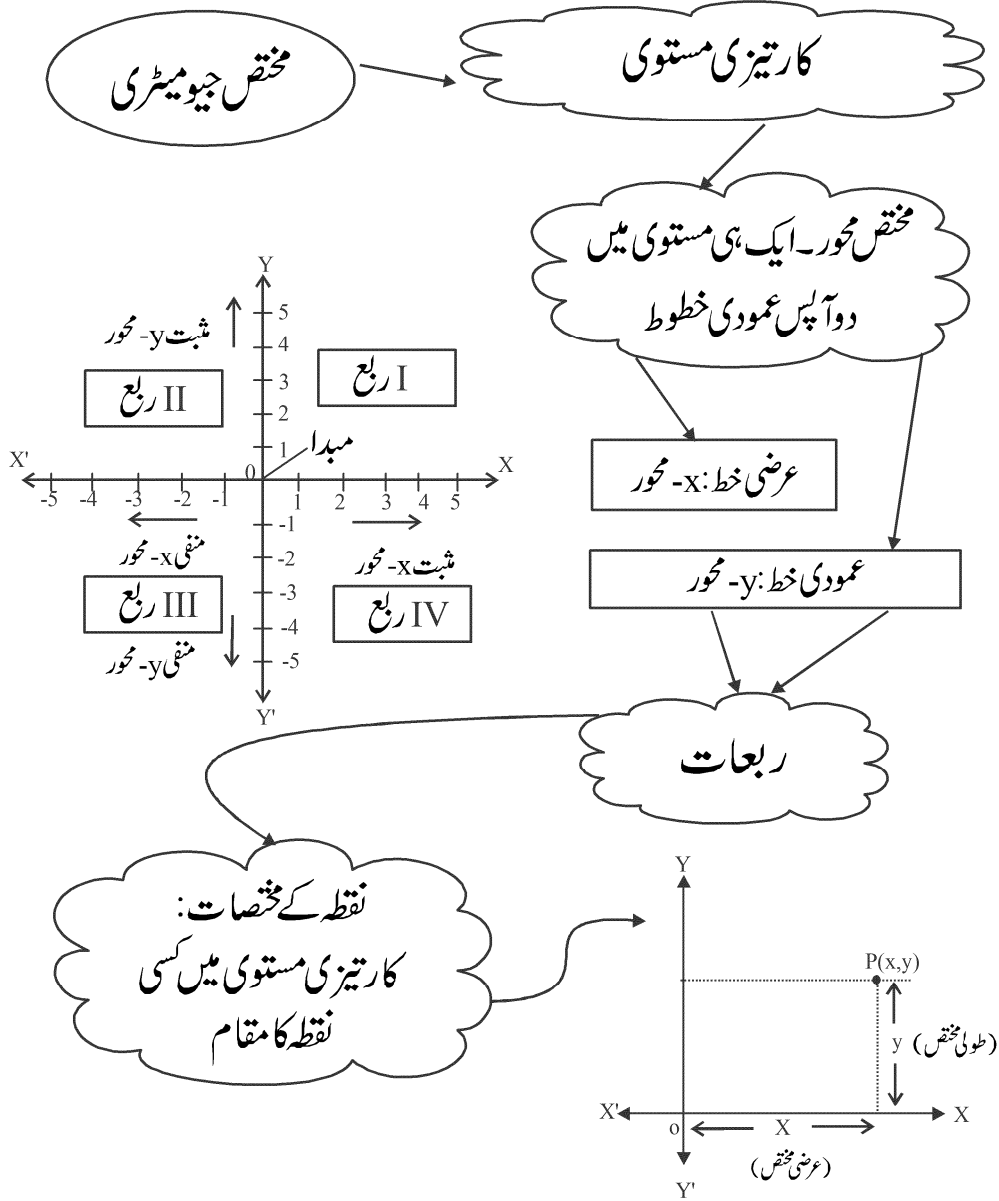 مختص جیومیٹری
کارتیزی مستوی
مختص محور۔ ایک ہی مستوی میں
دو آپس عمودی خطوط
عرضی خط: x- محور
عمودی خط: y- محور
ربعات
Y
5
4
3
2
1
مثبت y- محور
I ربع
II ربع
مبدا
X'
X
0
-5 -4 -3 -2 -1 1 2 3 4 5
-1
-2
-3
-4
-5
منفی x- محور
مثبت x- محور
III ربع
IV ربع
منفی y- محور
Y'
نقطہ کے مختصات:
کارتیزی مستوی میں کسی
نقطہ کا مقام
Y
P(x,y)
y (طولی مختص)
X'
X
o
X
(عرضی مختص)
Y'